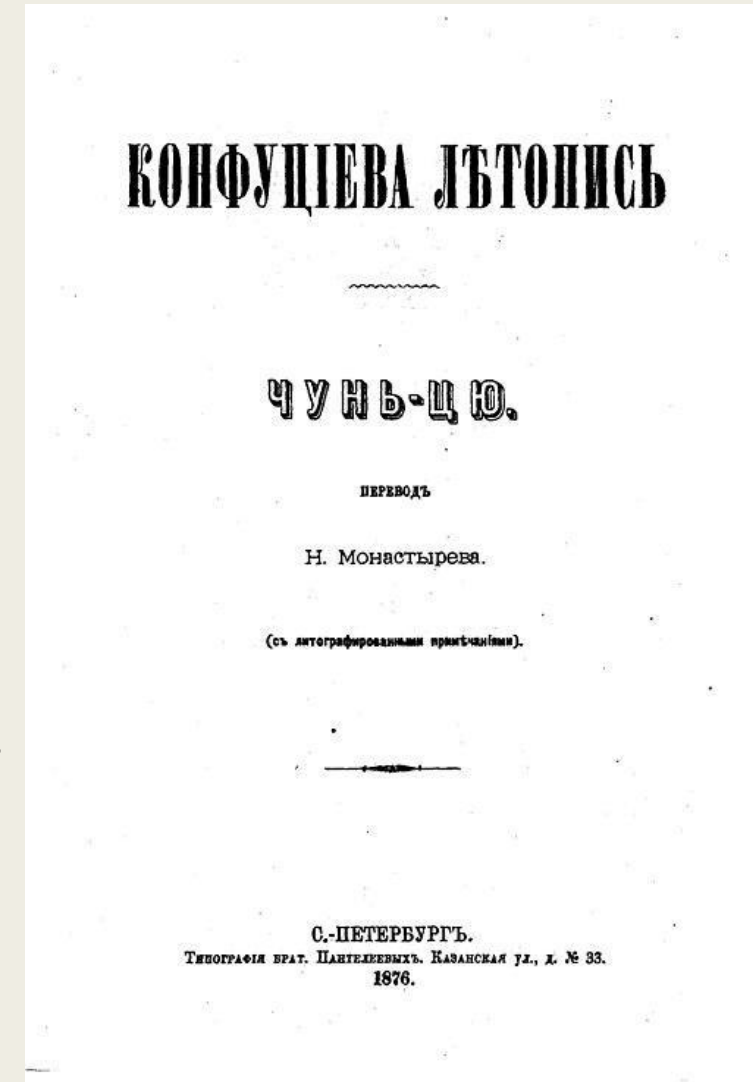 КОНФУЦІЕВА ЛѢТОПИСЬ
ЧУНЬ-ЦЮ.
ПЕРЕВОДЪ
Н. Монастырева.
(съ литографированными примѣчаніями).
С.-ПЕТЕРБУРГЪ.
Типографія брат. Пантелеевыхъ. Казанская ул., д. № 33.
1876.